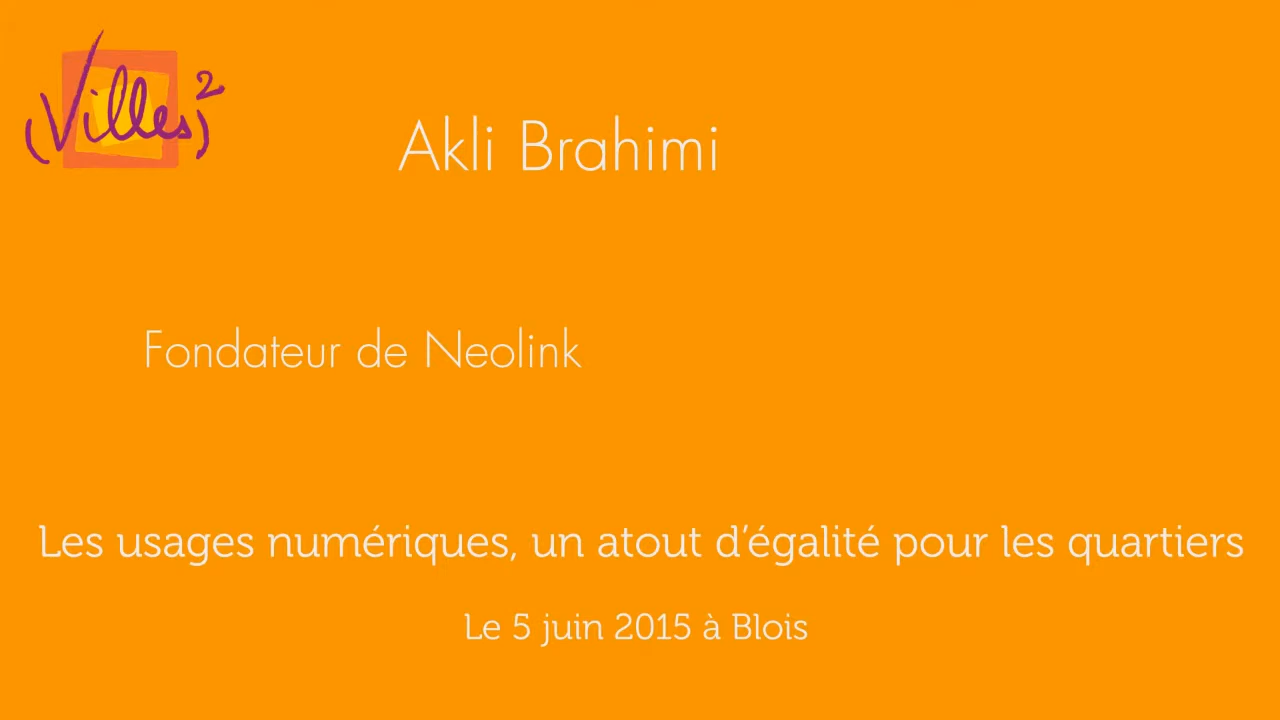 (Villes)²
Akli Brahimi
Fondateur de Neolink
Les usages numériques, un atout d’égalité pour les quartiers
Le 5 juin 2015 à Blois